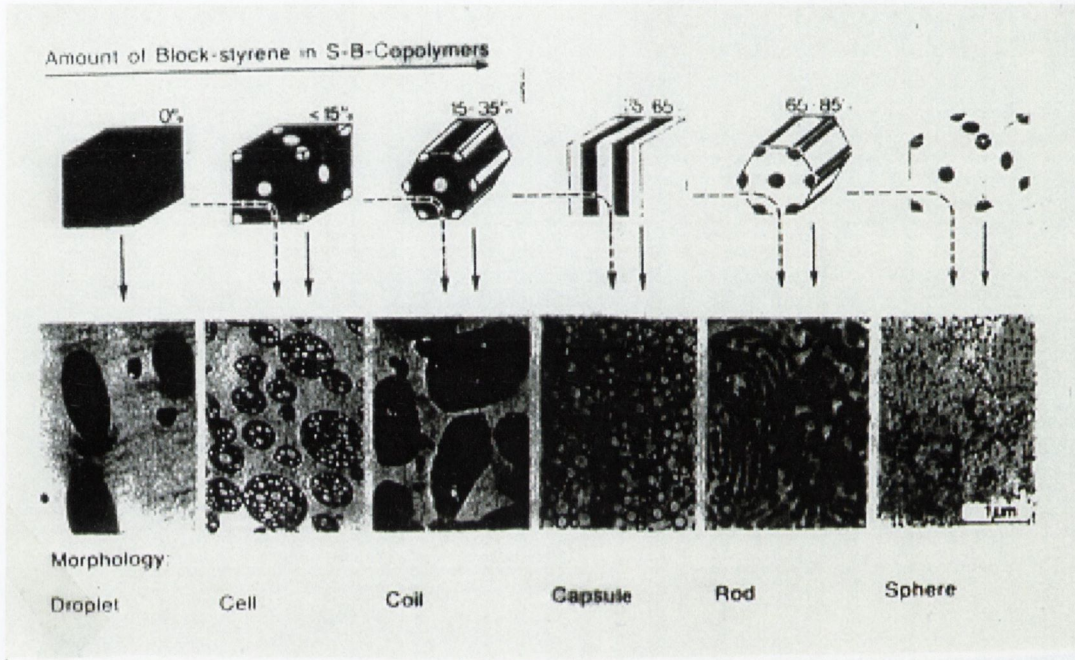 Amount of Block-styrene in S-B-Copolymers
0%
<15%
15-35%
35-65
65-85%
1µm
Morphology:
Droplet
Cell
Coil
Capsule
Rod
Sphere